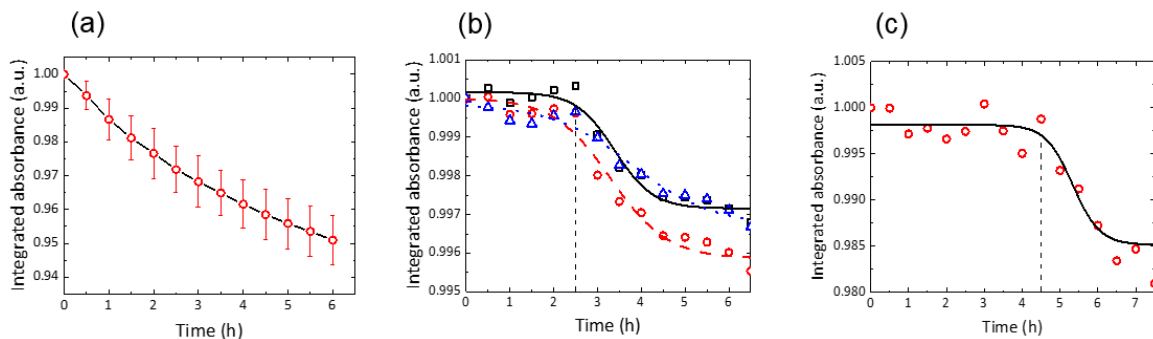 (a)
(b)
(c)
Integrated absorbance (a.u.)
1.00
0.99
0.98
0.97
0.96
0.95
0.94
0 1 2 3 4 5 6
Time (h)
Integrated absorbance (a.u.)
1.001
1.000
0.999
0.998
0.997
0.996
0.995
0 1 2 3 4 5 6
Time (h)
Integrated absorbance (a.u.)
1.005
1.000
0.995
0.990
0.985
0.980
0 1 2 3 4 5 6 7
Time (h)